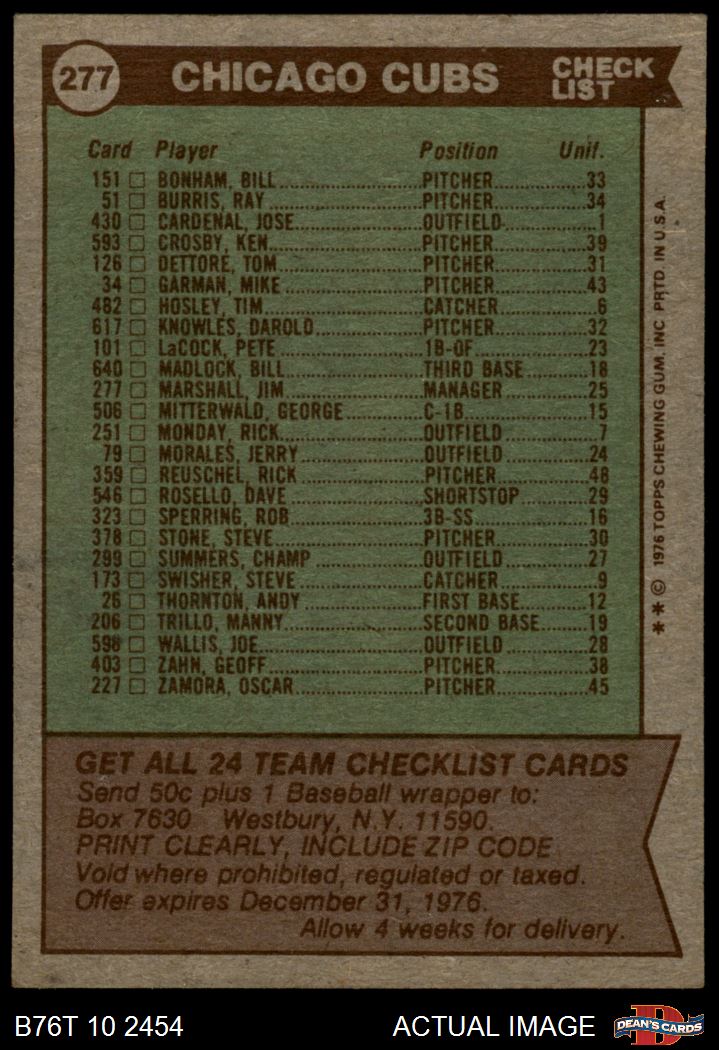 277 CHICAGO CUBS CHECK LIST
Card Player Position Unif.
151 BONHAM, BILL PITCHER 33
51 BURRIS, RAY PITCHER 34
430 CARDENAL, JOSE OUTFIELD 1
593 CROSBY, KEN PITCHER 39
126 DETTORE, TOM PITCHER 31
34 GARMAN, MIKE PITCHER 43
482 HOSLEY, TIM CATCHER 6
617 KNOWLES, DAROLD PITCHER 32
101 LaCOCK, PETE 1B-OF 23
640 MADLOCK, BILL THIRD BASE 18
277 MARSHALL, JIM MANAGER 25
506 MITTERWALD, GEORGE C-1B 15
251 MONDAY, RICK OUTFIELD 7
79 MORALES, JERRY OUTFIELD 24
359 REUSCHEL, RICK PITCHER 48
546 ROSELLO, DAVE SHORTSTOP 29
323 SPERRING, ROB 3B-SS 16
378 STONE, STEVE PITCHER 30
299 SUMMERS, CHAMP OUTFIELD 27
173 SWISHER, STEVE CATCHER 9
26 THORNTON, ANDY FIRST BASE 12
206 TRILLO, MANNY SECOND BASE 19
598 WALLIS, JOE OUTFIELD 28
403 ZAHN, GEOFF PITCHER 38
227 ZAMORA, OSCAR PITCHER 45
** © 1976 TOPPS CHEWING GUM, INC. PRTD. IN U.S.A.
GET ALL 24 TEAM CHECKLIST CARDS
Send 50c plus 1 Baseball wrapper to:
Box 7630 Westbury, N.Y. 11590.
PRINT CLEARLY, INCLUDE ZIP CODE
Void where prohibited, regulated or taxed.
Offer expires December 31, 1976.
Allow 4 weeks for delivery.
B76T 10 2454 ACTUAL IMAGE DEAN'S CARDS